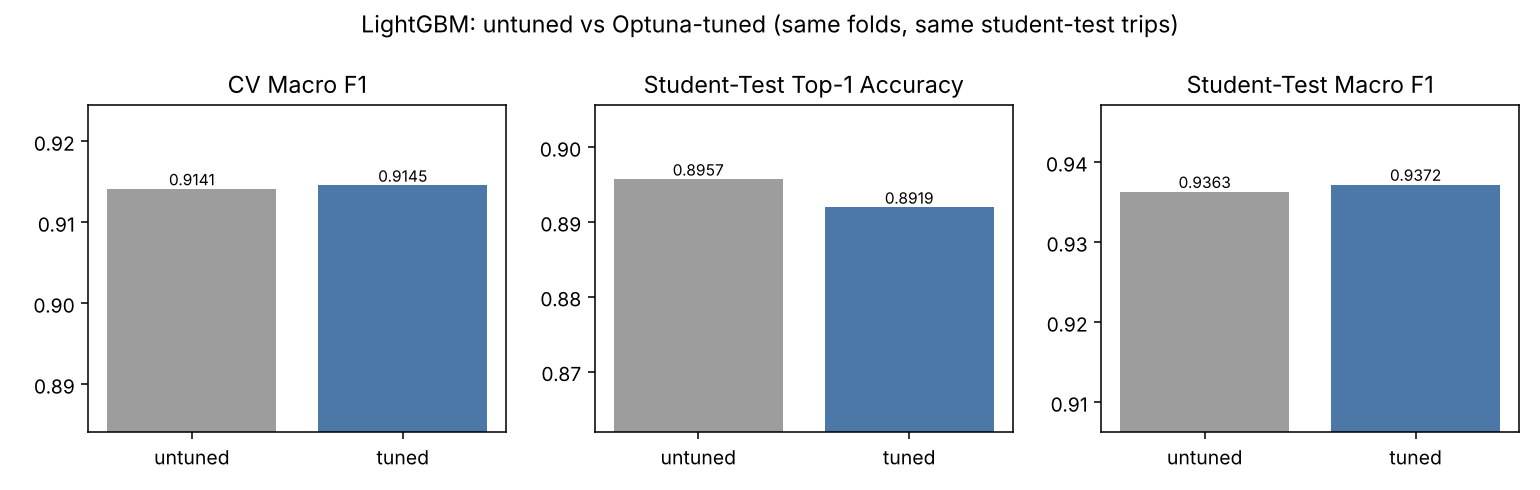 LightGBM: untuned vs Optuna-tuned (same folds, same student-test trips)
CV Macro F1
0.92
0.91
0.90
0.89
0.9141
0.9145
untuned
tuned
Student-Test Top-1 Accuracy
0.90
0.89
0.88
0.87
0.8957
0.8919
untuned
tuned
Student-Test Macro F1
0.94
0.93
0.92
0.91
0.9363
0.9372
untuned
tuned